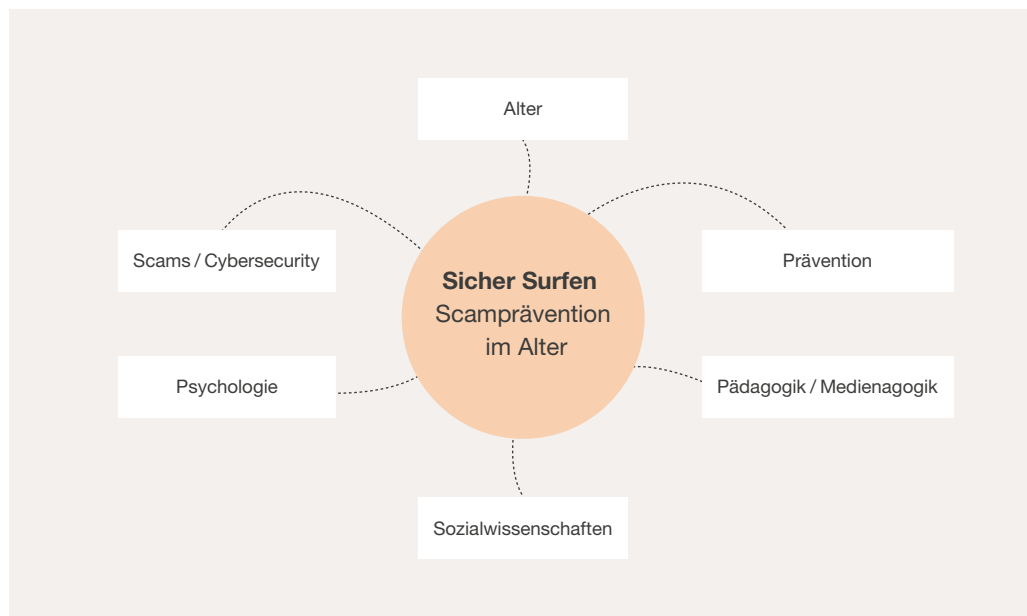 Alter
Scams / Cybersecurity
Prävention
Sicher Surfen
Scamprävention
im Alter
Psychologie
Pädagogik / Medienagogik
Sozialwissenschaften